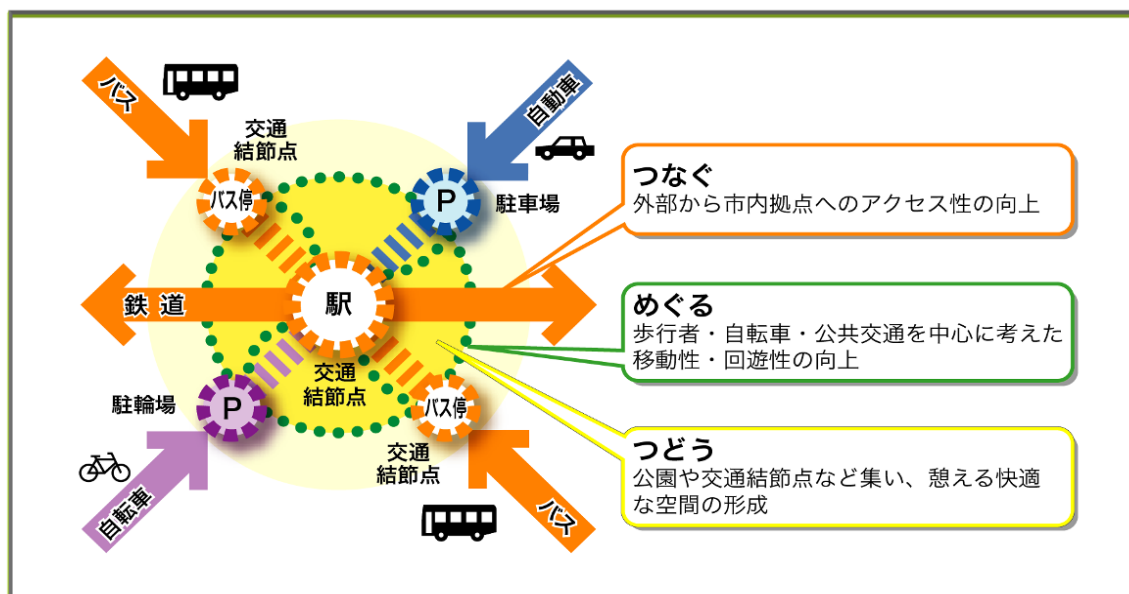 バス
自動車
交通
結節点
バス停
P
駐車場
鉄道
駅
交通
結節点
駐輪場
P
バス停
交通
結節点
自転車
バス
つなぐ
外部から市内拠点へのアクセス性の向上
めぐる
歩行者・自転車・公共交通を中心に考えた
移動性・回遊性の向上
つどう
公園や交通結節点など集い、憩える快適
な空間の形成